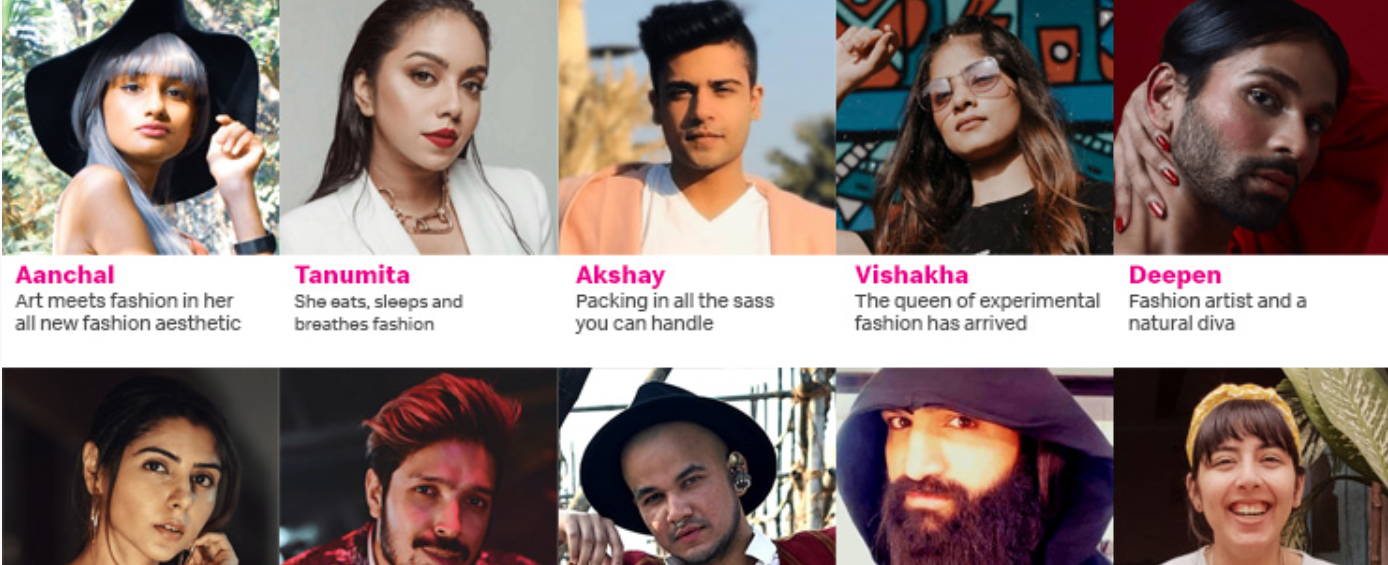 Aanchal
Art meets fashion in her
all new fashion aesthetic
Tanumita
She eats, sleeps and
breathes fashion
Akshay
Packing in all the sass
you can handle
Vishakha
The queen of experimental
fashion has arrived
Deepen
Fashion artist and a
natural diva